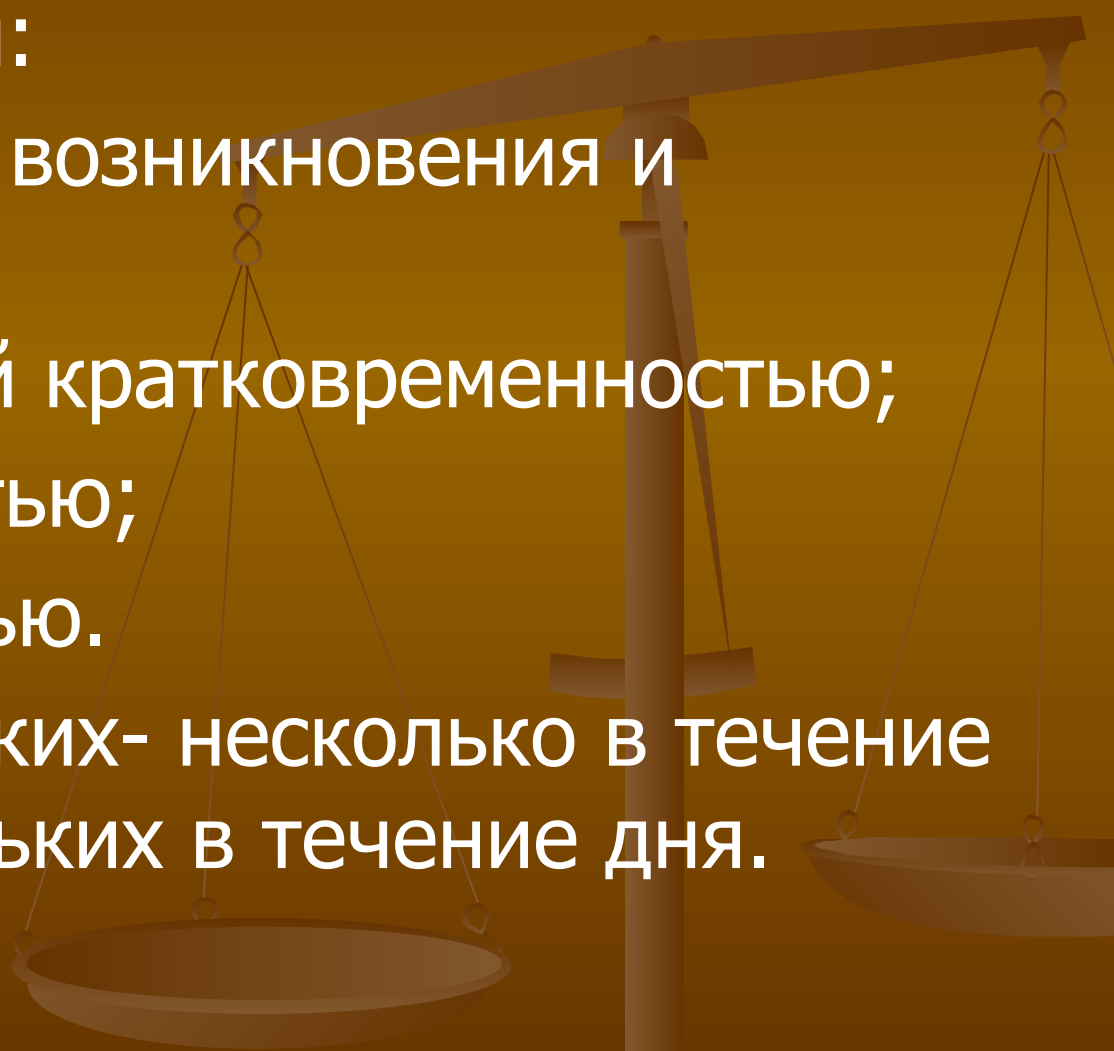 :
возникновения и
й кратковременностью;
тью;
ью.
ких- несколько в течение
ьких в течение дня.